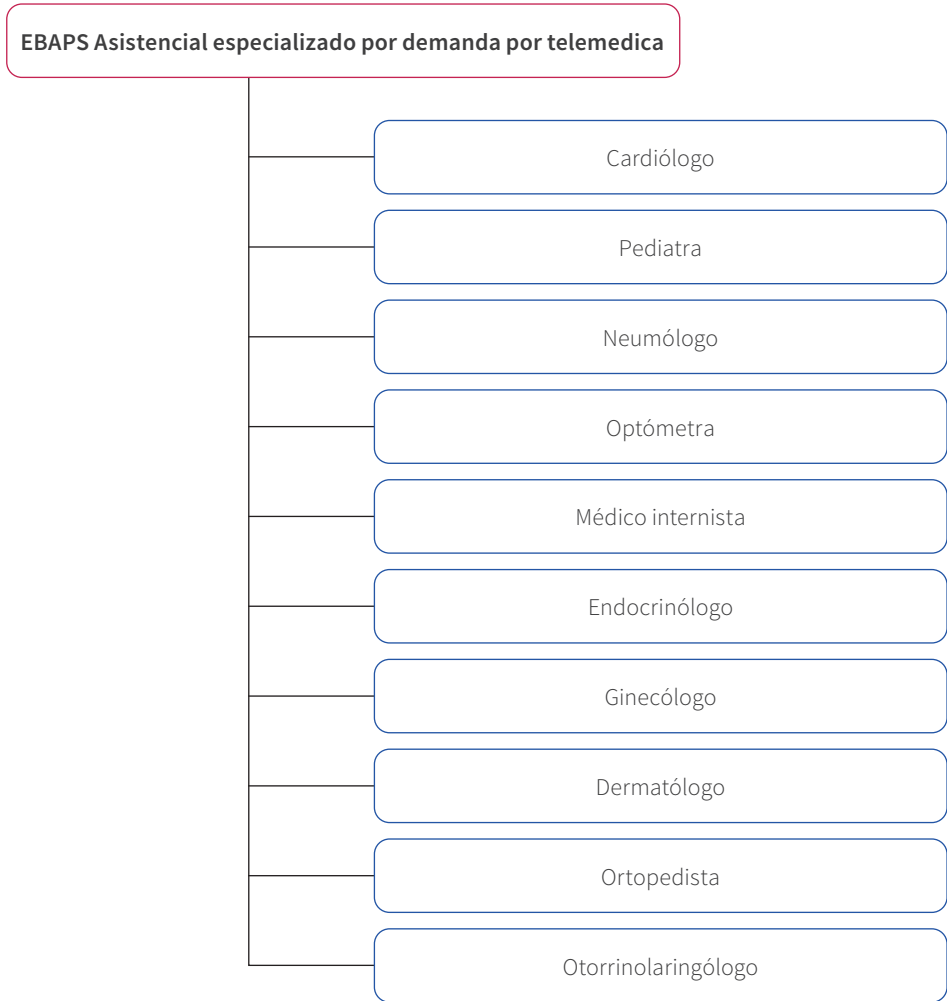 EBAPS Asistencial especializado por demanda por telemedica
Cardiólogo
Pediatra
Neumólogo
Optómetra
Médico internista
Endocrinólogo
Ginecólogo
Dermatólogo
Ortopedista
Otorrinolaringólogo